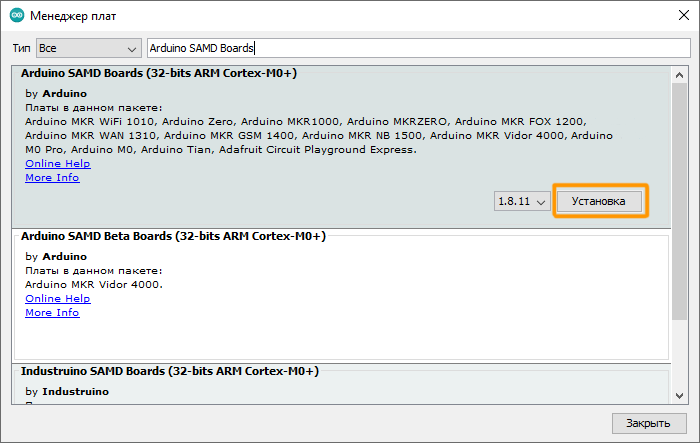 Менеджер плат
Тип Все Arduino SAMD Boards
Arduino SAMD Boards (32-bits ARM Cortex-M0+)
by Arduino
Платы в данном пакете:
Arduino MKR WiFi 1010, Arduino Zero, Arduino MKR1000, Arduino MKRZERO, Arduino MKR FOX 1200,
Arduino MKR WAN 1310, Arduino MKR GSM 1400, Arduino MKR NB 1500, Arduino MKR Vidor 4000, Arduino
M0 Pro, Arduino M0, Arduino Tian, Adafruit Circuit Playground Express.
Online Help
More Info
1.8.11 Установка
Arduino SAMD Beta Boards (32-bits ARM Cortex-M0+)
by Arduino
Платы в данном пакете:
Arduino MKR Vidor 4000.
Online Help
More Info
Industruino SAMD Boards (32-bits ARM Cortex-M0+)
by Industruino
Закрыть